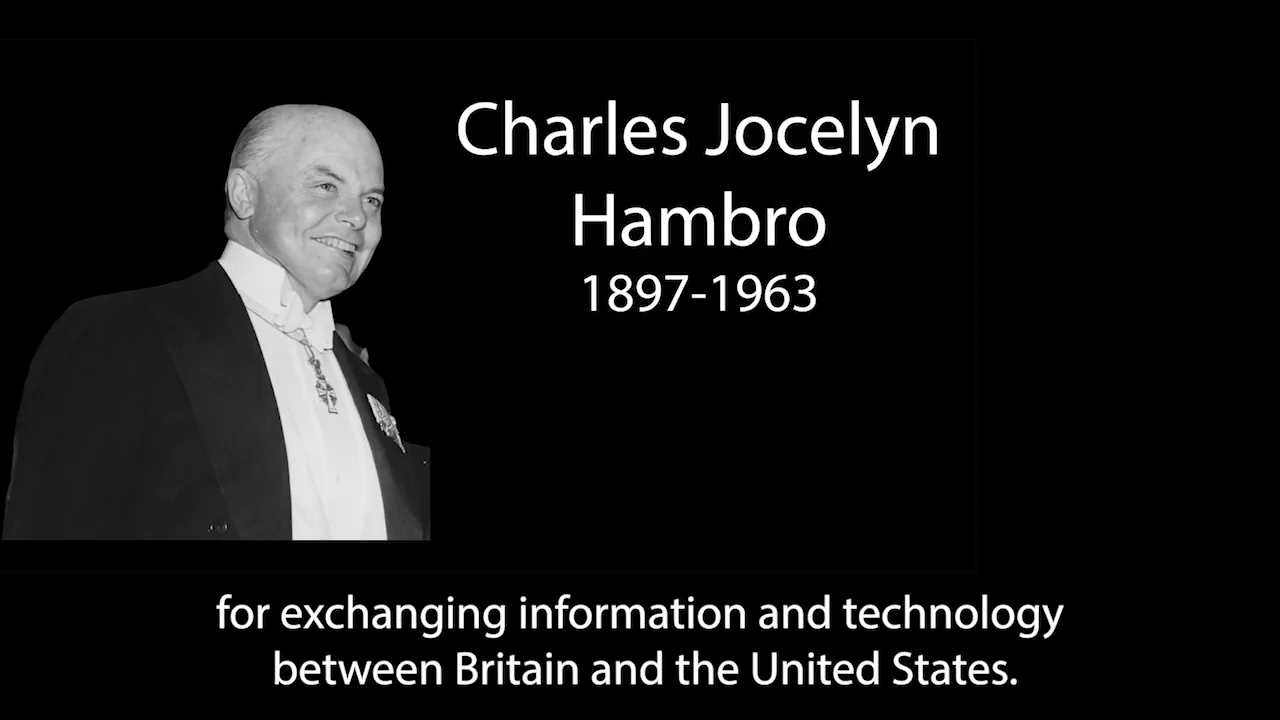 Charles Jocelyn
Hambro
1897-1963
for exchanging information and technology
between Britain and the United States.